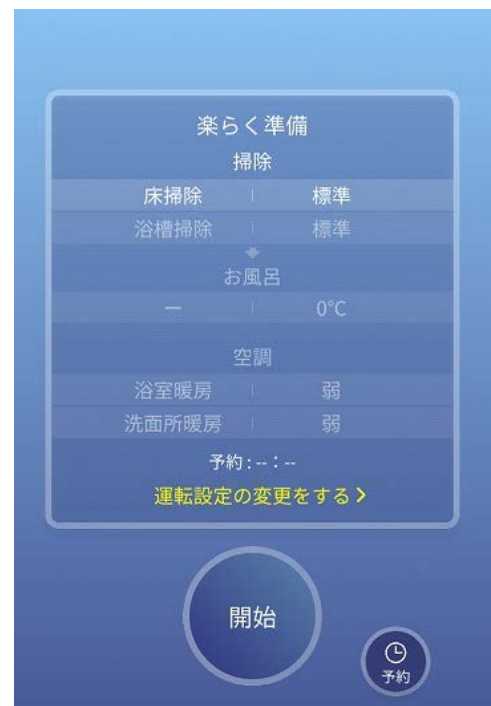 楽らく準備
掃除
床掃除 標準
浴槽掃除 標準
お風呂
ー 0℃
空調
浴室暖房 弱
洗面所暖房 弱
予約:--:--
運転設定の変更をする >
開始
予約